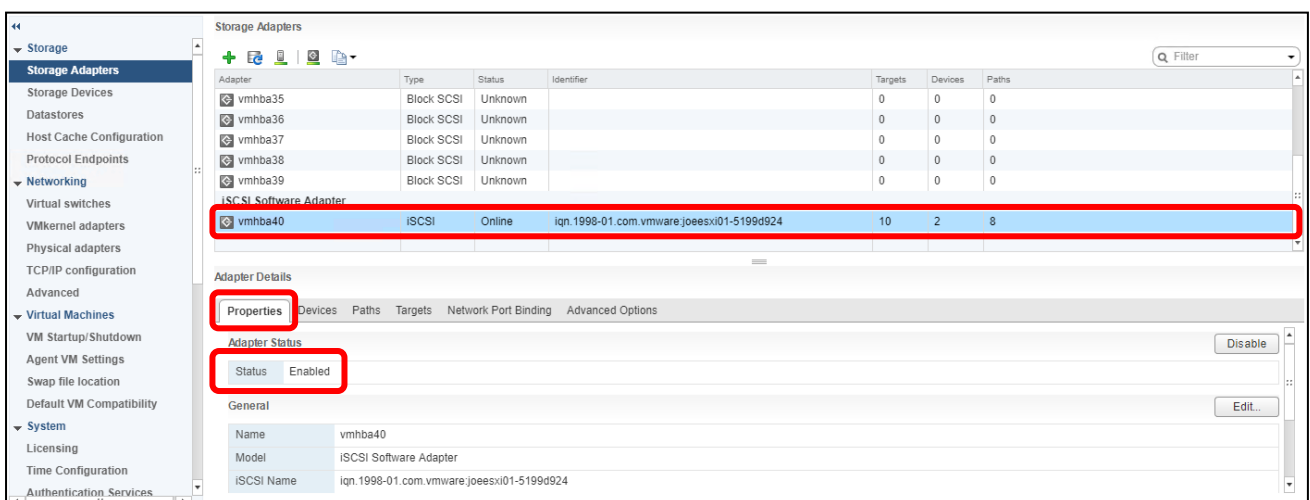 Storage Adapters
Storage
Storage Adapters
Storage Devices
Datastores
Host Cache Configuration
Protocol Endpoints
Networking
Virtual switches
VMkernel adapters
Physical adapters
TCP/IP configuration
Advanced
Virtual Machines
VM Startup/Shutdown
Agent VM Settings
Swap file location
Default VM Compatibility
System
Licensing
Time Configuration
Authentication Services
Filter
Adapter Type Status Identifier Targets Devices Paths
vmhba35 Block SCSI Unknown 0 0 0
vmhba36 Block SCSI Unknown 0 0 0
vmhba37 Block SCSI Unknown 0 0 0
vmhba38 Block SCSI Unknown 0 0 0
vmhba39 Block SCSI Unknown 0 0 0
iSCSI Software Adapter
vmhba40 iSCSI Online iqn.1998-01.com.vmware:joeesxi01-5199d924 10 2 8
Adapter Details
Properties Devices Paths Targets Network Port Binding Advanced Options
Adapter Status Disable
Status Enabled
General Edit...
Name vmhba40
Model iSCSI Software Adapter
iSCSI Name iqn.1998-01.com.vmware:joeesxi01-5199d924